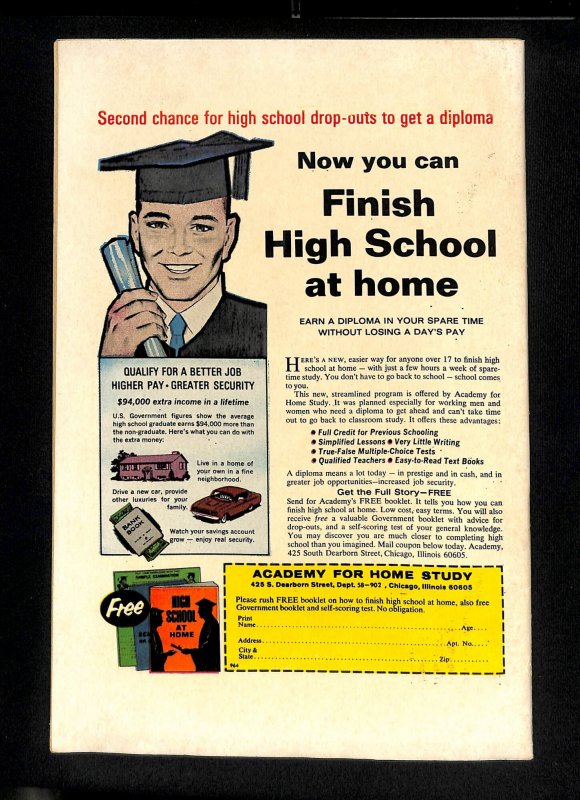 Second chance for high school drop-outs to get a diploma
Now you can
Finish
High School
at home
EARN A DIPLOMA IN YOUR SPARE TIME
WITHOUT LOSING A DAY'S PAY
HERE'S A NEW, easier way for anyone over 17 to finish high
school at home — with just a few hours a week of spare-
time study. You don't have to go back to school — school comes
to you.
This new, streamlined program is offered by Academy for
Home Study. It was planned especially for working men and
women who need a diploma to get ahead and can't take time
out to go back to classroom study. It offers these advantages:
• Full Credit for Previous Schooling
• Simplified Lessons • Very Little Writing
• True-False Multiple-Choice Tests
• Qualified Teachers • Easy-to-Read Text Books
A diploma means a lot today — in prestige and in cash, and in
greater job opportunities—increased job security.
Get the Full Story—FREE
Send for Academy's FREE booklet. It tells you how you can
finish high school at home. Low cost, easy terms. You will also
receive free a valuable Government booklet with advice for
drop-outs, and a self-scoring test of your general knowledge.
You may discover you are much closer to completing high
school than you imagined. Mail coupon below today. Academy,
425 South Dearborn Street, Chicago, Illinois 60605.
QUALIFY FOR A BETTER JOB
HIGHER PAY • GREATER SECURITY
$94,000 extra income in a lifetime
U.S. Government figures show the average
high school graduate earns $94,000 more than
the non-graduate. Here's what you can do with
the extra money:
Live in a home of
your own in a fine
neighborhood.
Drive a new car, provide
other luxuries for your
family.
BANK
BOOK
Watch your savings account
grow — enjoy real security.
Free
SAMPLE EXAMINATION
HIGH
SCHOOL
AT
HOME
ACADEMY FOR HOME STUDY
425 S. Dearborn Street, Dept. 58-902 , Chicago, Illinois 60605
Please rush FREE booklet on how to finish high school at home, also free
Government booklet and self-scoring test. No obligation.
Print
Name Age
Address Apt. No.
City &
State Zip